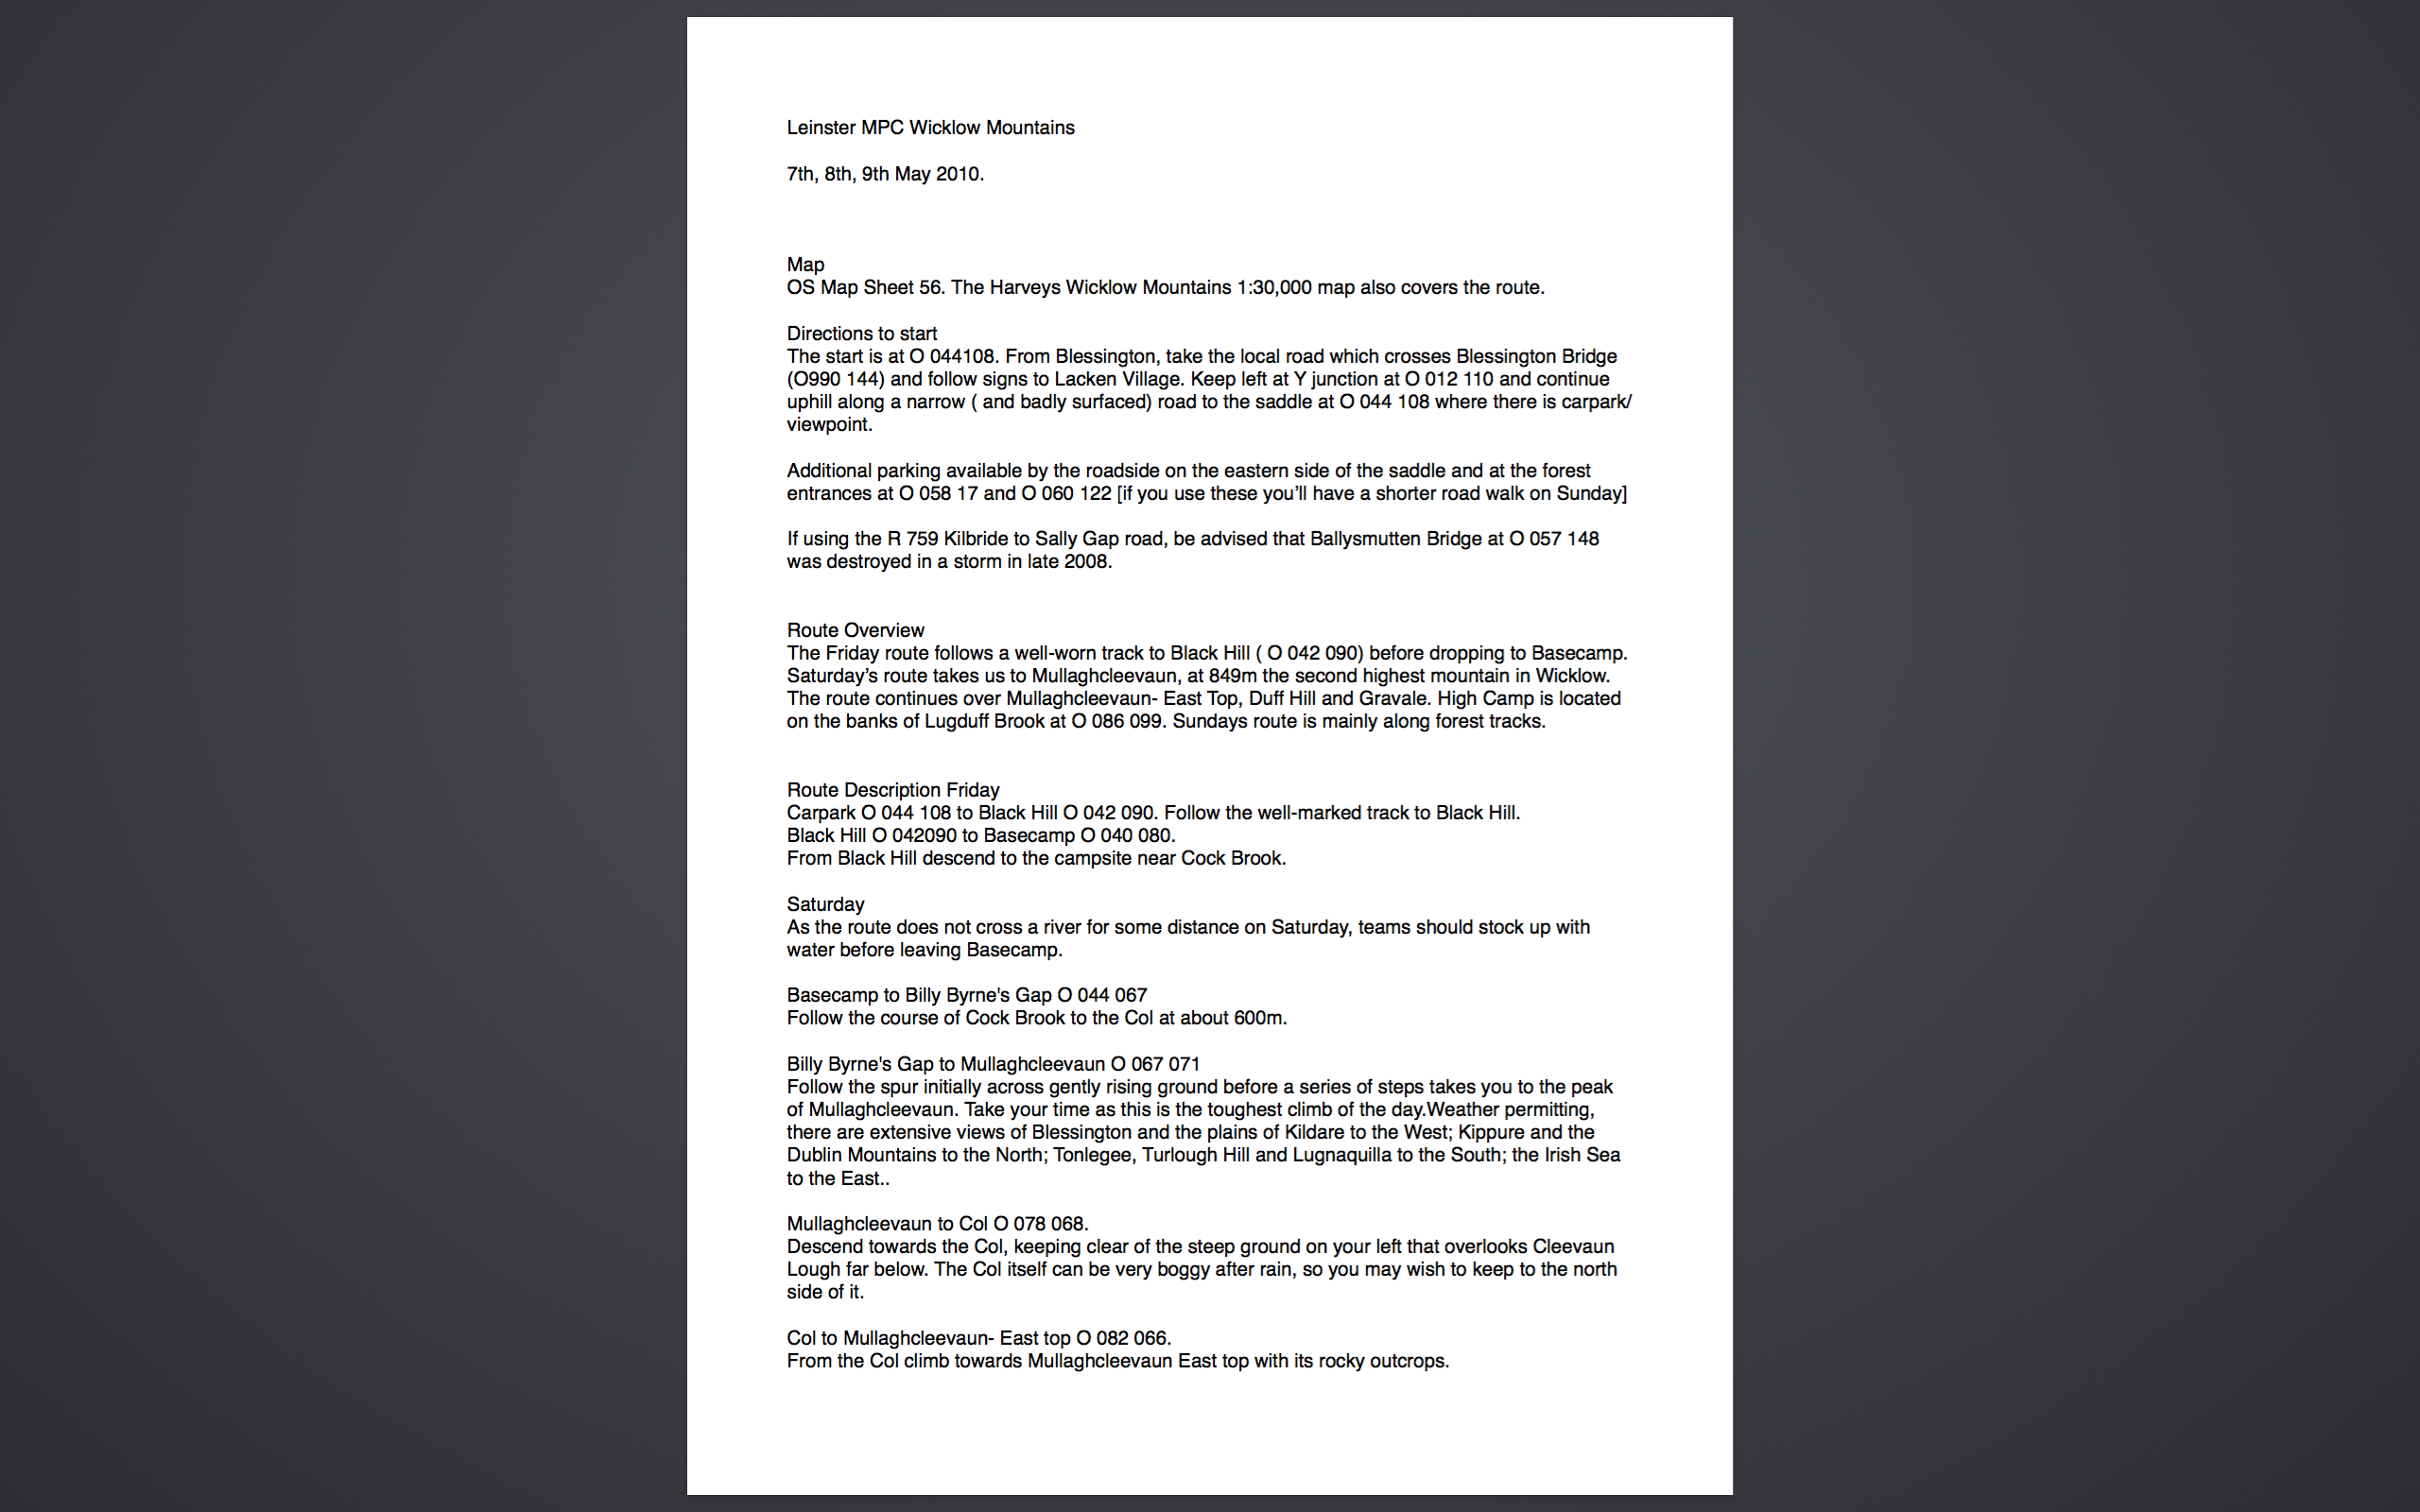 Leinster MPC Wicklow Mountains
7th, 8th, 9th May 2010.
Map
OS Map Sheet 56. The Harveys Wicklow Mountains 1:30,000 map also covers the route.
Directions to start
The start is at O 044108. From Blessington, take the local road which crosses Blessington Bridge
(O990 144) and follow signs to Lacken Village. Keep left at Y junction at O 012 110 and continue
uphill along a narrow ( and badly surfaced) road to the saddle at O 044 108 where there is carpark/
viewpoint.
Additional parking available by the roadside on the eastern side of the saddle and at the forest
entrances at O 058 17 and O 060 122 [if you use these you’ll have a shorter road walk on Sunday]
If using the R 759 Kilbride to Sally Gap road, be advised that Ballysmutten Bridge at O 057 148
was destroyed in a storm in late 2008.
Route Overview
The Friday route follows a well-worn track to Black Hill ( O 042 090) before dropping to Basecamp.
Saturday’s route takes us to Mullaghcleevaun, at 849m the second highest mountain in Wicklow.
The route continues over Mullaghcleevaun- East Top, Duff Hill and Gravale. High Camp is located
on the banks of Lugduff Brook at O 086 099. Sundays route is mainly along forest tracks.
Route Description Friday
Carpark O 044 108 to Black Hill O 042 090. Follow the well-marked track to Black Hill.
Black Hill O 042090 to Basecamp O 040 080.
From Black Hill descend to the campsite near Cock Brook.
Saturday
As the route does not cross a river for some distance on Saturday, teams should stock up with
water before leaving Basecamp.
Basecamp to Billy Byrne's Gap O 044 067
Follow the course of Cock Brook to the Col at about 600m.
Billy Byrne's Gap to Mullaghcleevaun O 067 071
Follow the spur initially across gently rising ground before a series of steps takes you to the peak
of Mullaghcleevaun. Take your time as this is the toughest climb of the day.Weather permitting,
there are extensive views of Blessington and the plains of Kildare to the West; Kippure and the
Dublin Mountains to the North; Tonlegee, Turlough Hill and Lugnaquilla to the South; the Irish Sea
to the East..
Mullaghcleevaun to Col O 078 068.
Descend towards the Col, keeping clear of the steep ground on your left that overlooks Cleevaun
Lough far below. The Col itself can be very boggy after rain, so you may wish to keep to the north
side of it.
Col to Mullaghcleevaun- East top O 082 066.
From the Col climb towards Mullaghcleevaun East top with its rocky outcrops.